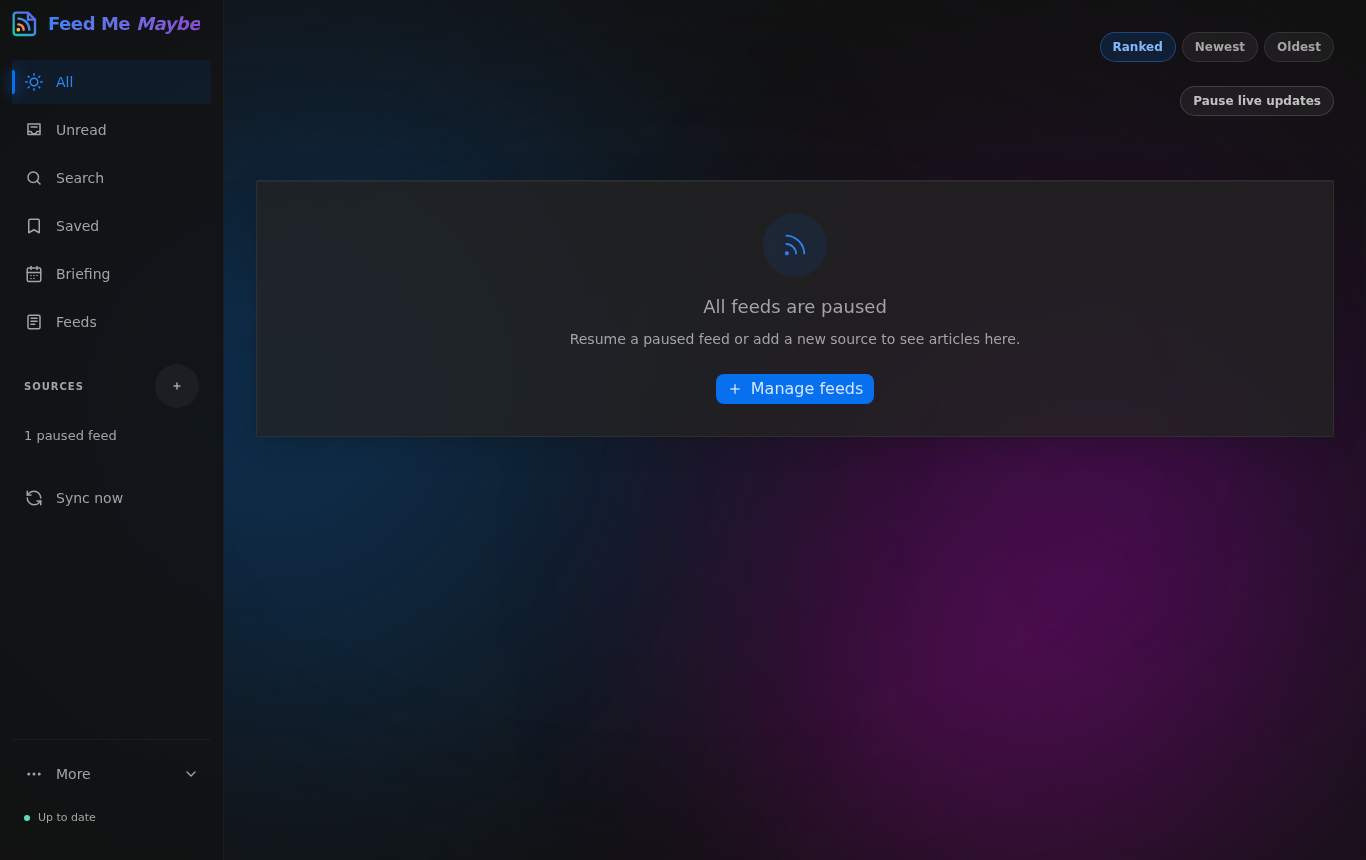 Feed Me Maybe
All
Unread
Search
Saved
Briefing
Feeds
SOURCES
1 paused feed
Sync now
More
Up to date
Ranked
Newest
Oldest
Pause live updates
All feeds are paused
Resume a paused feed or add a new source to see articles here.
Manage feeds